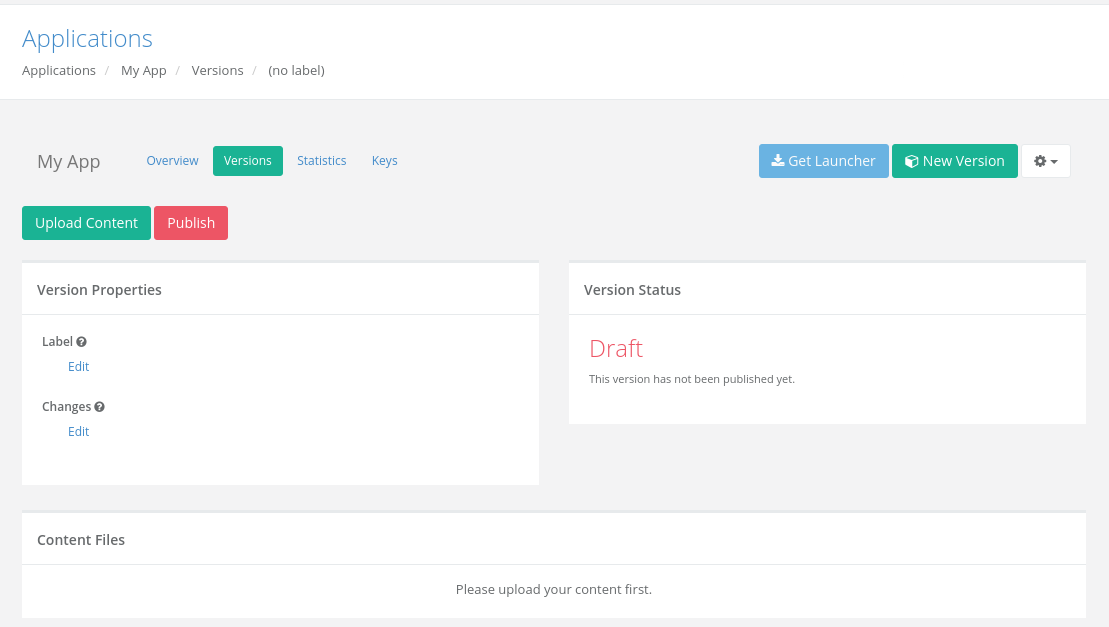 Applications
Applications / My App / Versions / (no label)
My App Overview Versions Statistics Keys Get Launcher New Version
Upload Content Publish
Version Properties
Label
Edit
Changes
Edit
Version Status
Draft
This version has not been published yet.
Content Files
Please upload your content first.